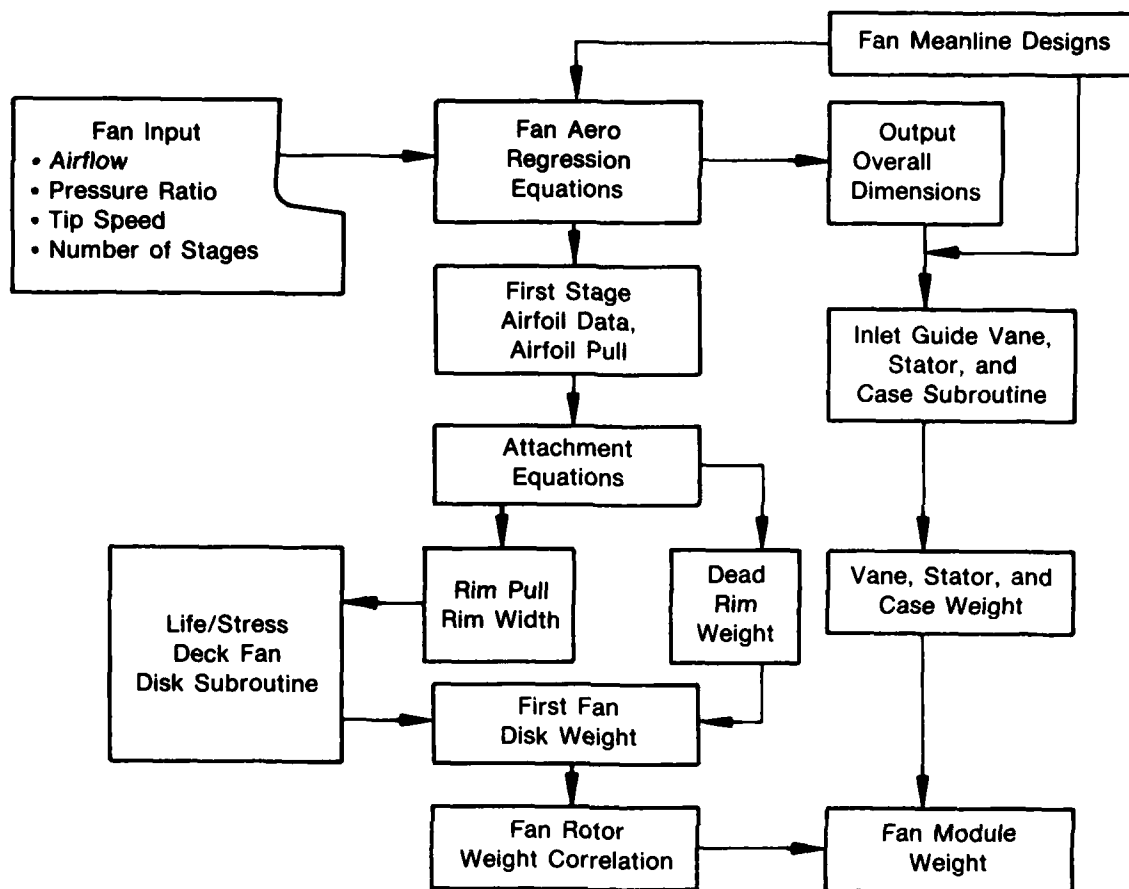 Fan Meanline Designs
Fan Input
• Airflow
• Pressure Ratio
• Tip Speed
• Number of Stages
Fan Aero
Regression
Equations
Output
Overall
Dimensions
First Stage
Airfoil Data,
Airfoil Pull
Inlet Guide Vane,
Stator, and
Case Subroutine
Attachment
Equations
Life/Stress
Deck Fan
Disk Subroutine
Rim Pull
Rim Width
Dead
Rim
Weight
Vane, Stator, and
Case Weight
First Fan
Disk Weight
Fan Rotor
Weight Correlation
Fan Module
Weight